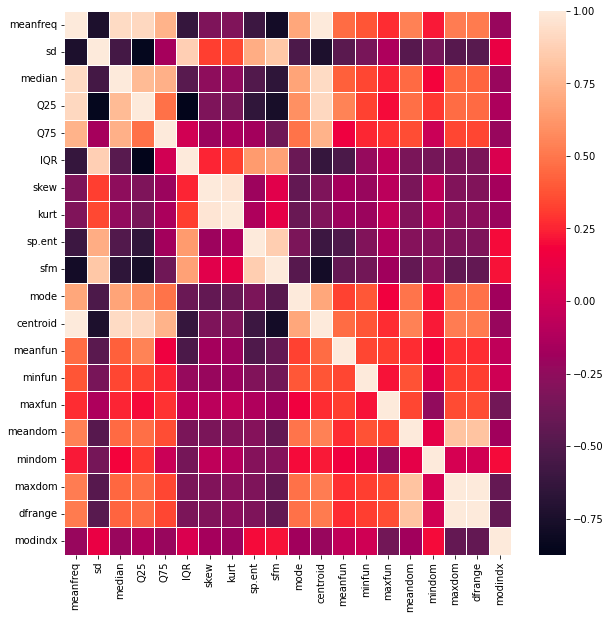 meanfreq
sd
median
Q25
Q75
IQR
skew
kurt
sp.ent
sfm
mode
centroid
meanfun
minfun
maxfun
meandom
mindom
maxdom
dfrange
modindx
meanfreq sd median Q25 Q75 IQR skew kurt sp.ent sfm mode centroid meanfun minfun maxfun meandom mindom maxdom dfrange modindx
1.00
0.75
0.50
0.25
0.00
−0.25
−0.50
−0.75